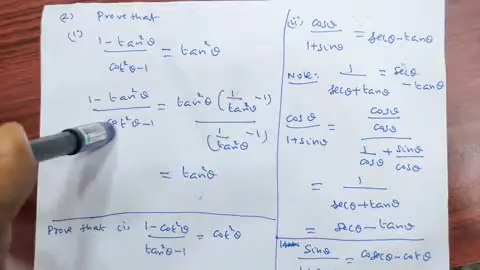 (2) Prove that
(i)
1-tan²θ / cot²θ-1 = tan²θ
1-tan²θ / cot²θ-1 = tan²θ (1/tan²θ -1) / (1/tan²θ -1)
= tan²θ
Prove that (i) 1-cot²θ / tan²θ-1 = cot²θ
(ii) cosθ / 1+sinθ = secθ-tanθ
Note: 1 / secθ+tanθ = secθ-tanθ
cosθ / 1+sinθ = cosθ/cosθ / 1/cosθ + sinθ/cosθ
= 1 / secθ+tanθ
= secθ-tanθ
sinθ = cosecθ-cotθ